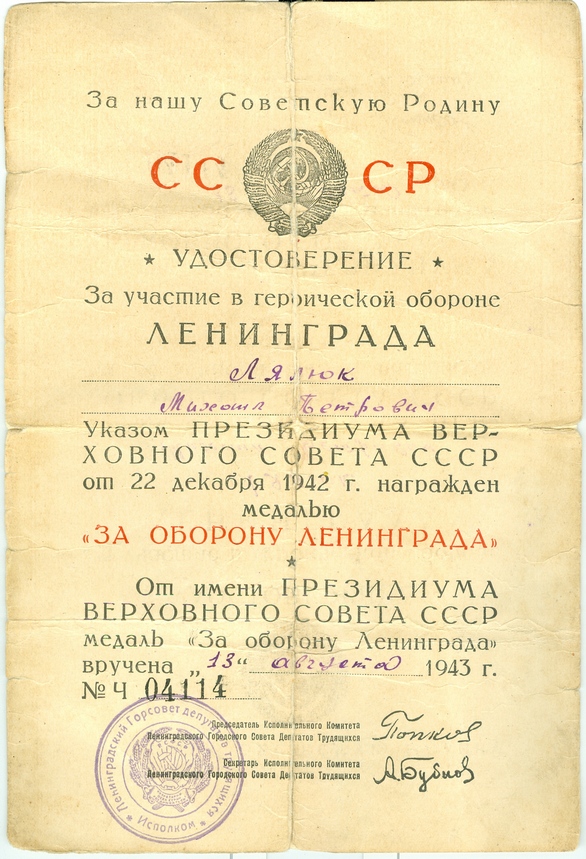 За нашу Советскую Родину
СССР
★ УДОСТОВЕРЕНИЕ ★
За участие в героической обороне
ЛЕНИНГРАДА
Лялюк
Михаил Петрович
Указом ПРЕЗИДИУМА ВЕР-
ХОВНОГО СОВЕТА СССР
от 22 декабря 1942 г. награжден
медалью
«ЗА ОБОРОНУ ЛЕНИНГРАДА»
★
От имени ПРЕЗИДИУМА
ВЕРХОВНОГО СОВЕТА СССР
медаль «За оборону Ленинграда»
вручена „13“ августа 1943 г.
№ Ч 04114
Председатель Исполнительного Комитета
Ленинградского Городского Совета Депутатов Трудящихся
Попков
Секретарь Исполнительного Комитета
Ленинградского Городского Совета Депутатов Трудящихся
А.Бубнов
Ленинградский Горсовет депутатов трудящихся
★ Исполком ★